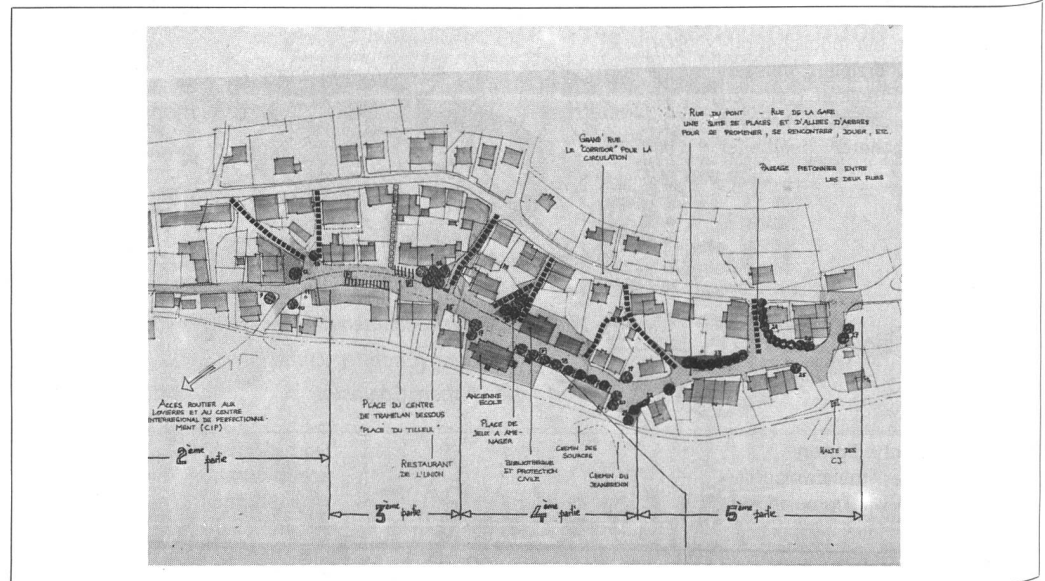 RUE DU PONT - RUE DE LA GARE
UNE SUITE DE PLACES ET D'ALLEES D'ARBRES
POUR SE PROMENER, SE RENCONTRER, JOUER, ETC.
GRAND'RUE
LE "CORRIDOR" POUR LA
CIRCULATION
PASSAGE PIETONNIER ENTRE
LES DEUX RUES
ACCES ROUTIER AUX
LOVIERES ET AU CENTRE
INTERREGIONAL DE PERFECTIONNE-
MENT (CIP)
PLACE DU CENTRE
DE TRAMELAN DESSOUS
"PLACE DU TILLEUL"
RESTAURANT
DE L'UNION
ANCIENNE
ECOLE
PLACE DE
JEUX A AME-
NAGER
BIBLIOTHEQUE
ET PROTECTION
CIVILE
CHEMIN DES
SOURCES
CHEMIN DU
JEANBRENIN
HALTE DES
CJ
2ème partie
3ème partie
4ème partie
5ème partie